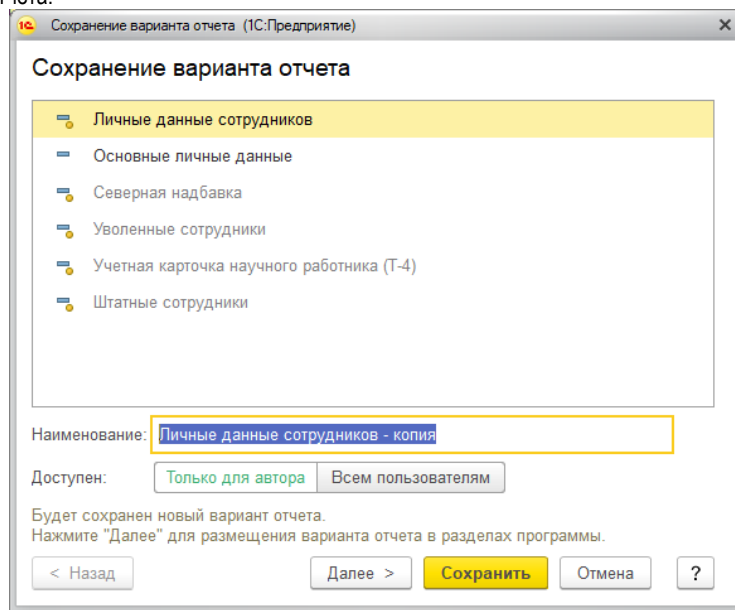 1С Сохранение варианта отчета (1С:Предприятие)
Сохранение варианта отчета
Личные данные сотрудников
Основные личные данные
Северная надбавка
Уволенные сотрудники
Учетная карточка научного работника (Т-4)
Штатные сотрудники
Наименование: Личные данные сотрудников - копия
Доступен: Только для автора Всем пользователям
Будет сохранен новый вариант отчета.
Нажмите "Далее" для размещения варианта отчета в разделах программы.
< Назад Далее > Сохранить Отмена ?